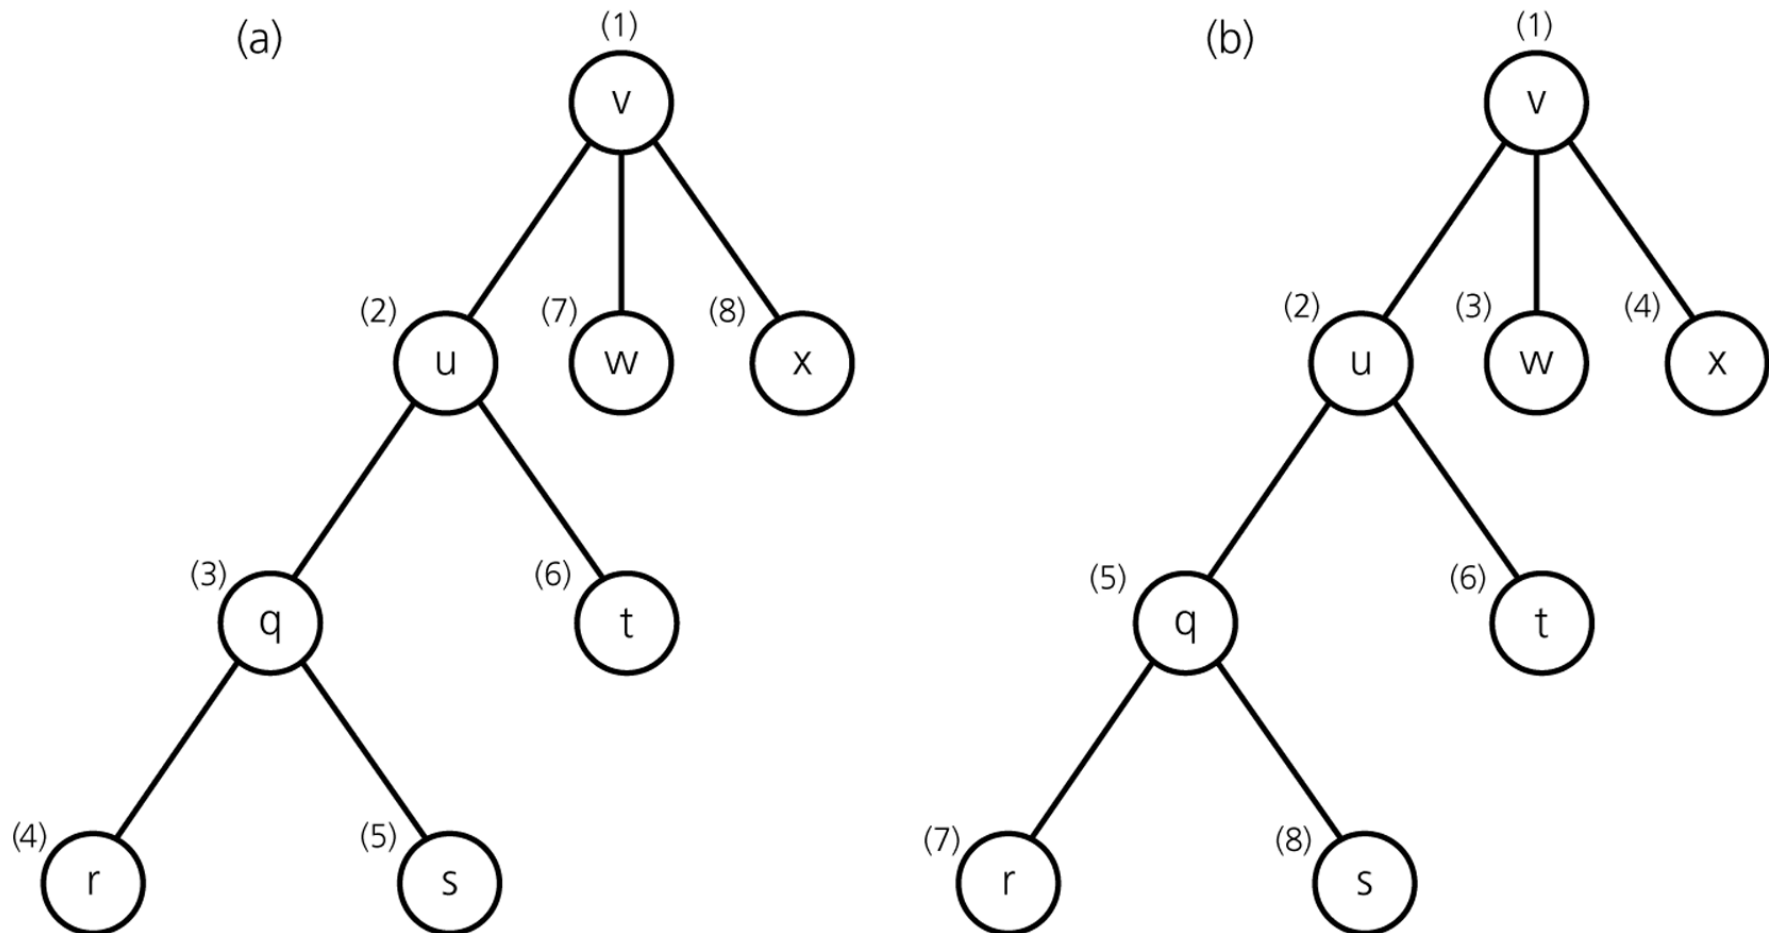 (a)
(1)
v
(2)
u
(7)
w
(8)
x
(3)
q
(6)
t
(4)
r
(5)
s
(b)
(1)
v
(2)
u
(3)
w
(4)
x
(5)
q
(6)
t
(7)
r
(8)
s